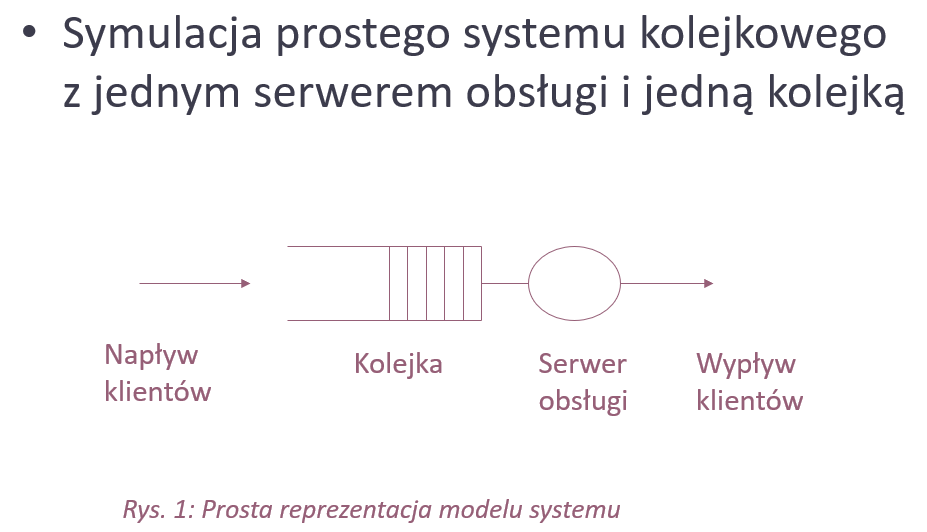 • Symulacja prostego systemu kolejkowego
z jednym serwerem obsługi i jedną kolejką
Napływ
klientów
Kolejka
Serwer
obsługi
Wypływ
klientów
Rys. 1: Prosta reprezentacja modelu systemu